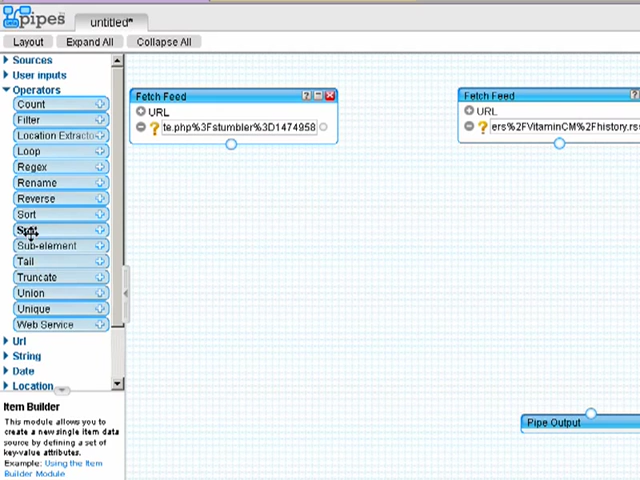 pipes
untitled*
Layout
Expand All
Collapse All
Sources
User inputs
Operators
Count
Filter
Location Extracto
Loop
Regex
Rename
Reverse
Sort
Sub-element
Tail
Truncate
Union
Unique
Web Service
Url
String
Date
Location
Item Builder
This module allows you to
create a new single item data
source by defining a set of
key-value attributes.
Example: Using the Item
Builder Module
Fetch Feed
URL
te.php%3Fstumbler%3D1474958
Fetch Feed
URL
ers%2FVitaminCM%2Fhistory.rss
Pipe Output